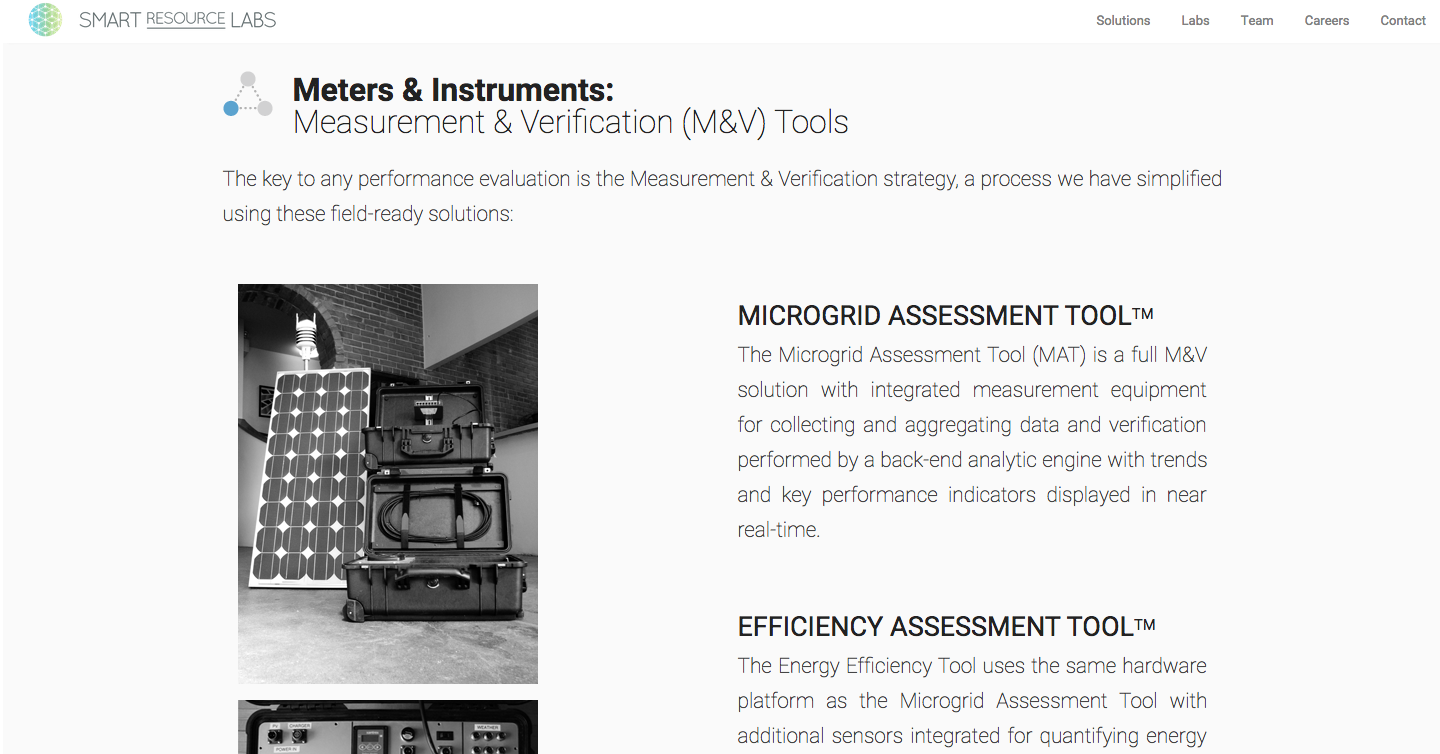 SMART RESOURCE LABS
Solutions Labs Team Careers Contact
Meters & Instruments:
Measurement & Verification (M&V) Tools
The key to any performance evaluation is the Measurement & Verification strategy, a process we have simplified
using these field-ready solutions:
MICROGRID ASSESSMENT TOOL™
The Microgrid Assessment Tool (MAT) is a full M&V
solution with integrated measurement equipment
for collecting and aggregating data and verification
performed by a back-end analytic engine with trends
and key performance indicators displayed in near
real-time.
EFFICIENCY ASSESSMENT TOOL™
The Energy Efficiency Tool uses the same hardware
platform as the Microgrid Assessment Tool with
additional sensors integrated for quantifying energy
PV CHARGER
WEATHER
POWER IN